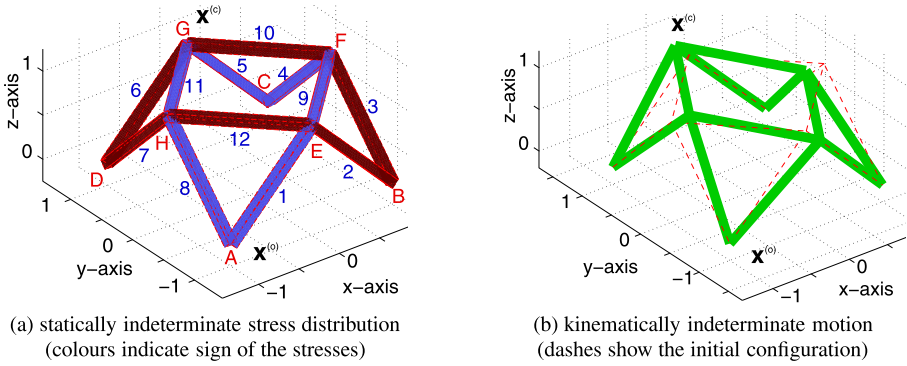 x(c)
G
10
F
1
5
C
4
6
11
9
3
z−axis
12
0
H
E
7
2
D
8
1
B
1
A
x(o)
0
0
y−axis
−1
−1
x−axis
(a) statically indeterminate stress distribution
(colours indicate sign of the stresses)
x(c)
1
z−axis
0
1
0
x(o)
y−axis
0
−1
−1
x−axis
(b) kinematically indeterminate motion
(dashes show the initial configuration)